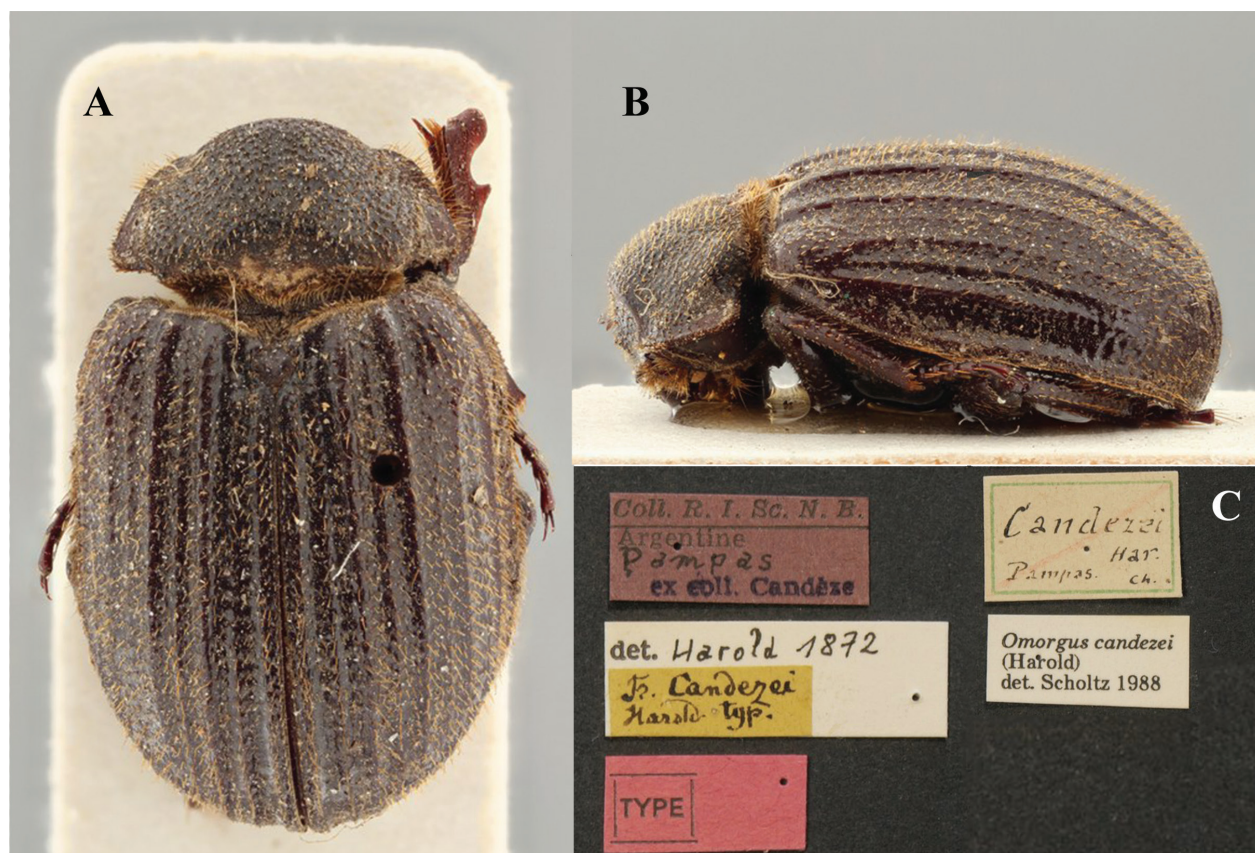 A
B
C
Coll. R. I. Sc. N. B.
Argentine
Pampas
ex coll. Candèze
Candezei
Har.
Pampas. Ch.
det. Harold 1872
Tr. Candezei
Harold typ.
Omorgus candezei
(Harold)
det. Scholtz 1988
TYPE